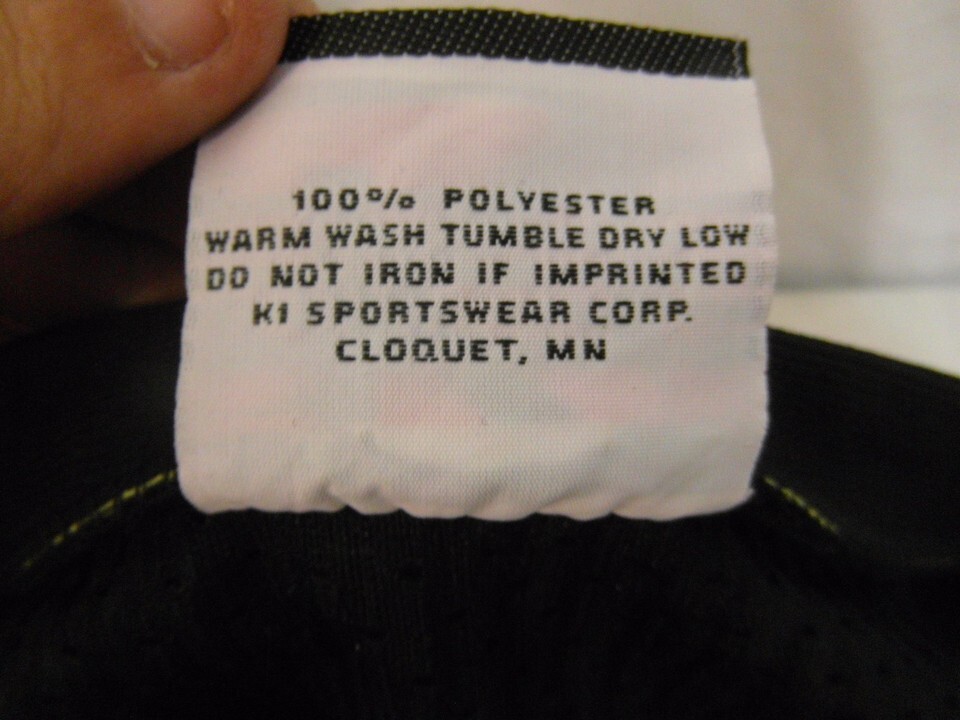 100% POLYESTER
WARM WASH TUMBLE DRY LOW
DO NOT IRON IF IMPRINTED
K1 SPORTSWEAR CORP.
CLOQUET, MN